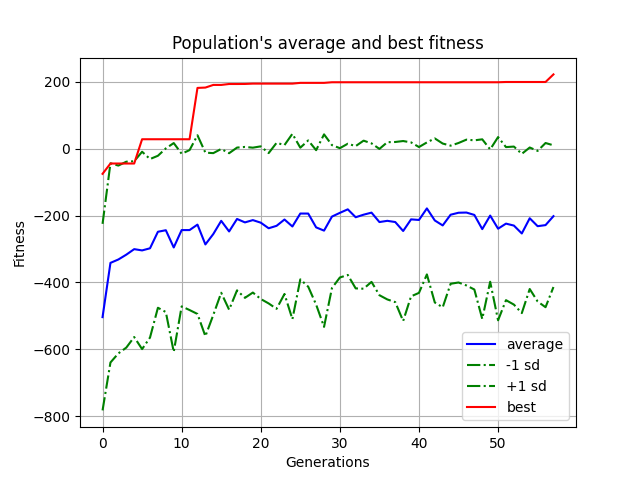 Population's average and best fitness
Fitness
200
0
−200
−400
−600
−800
0
10
20
30
40
50
Generations
average
-1 sd
+1 sd
best